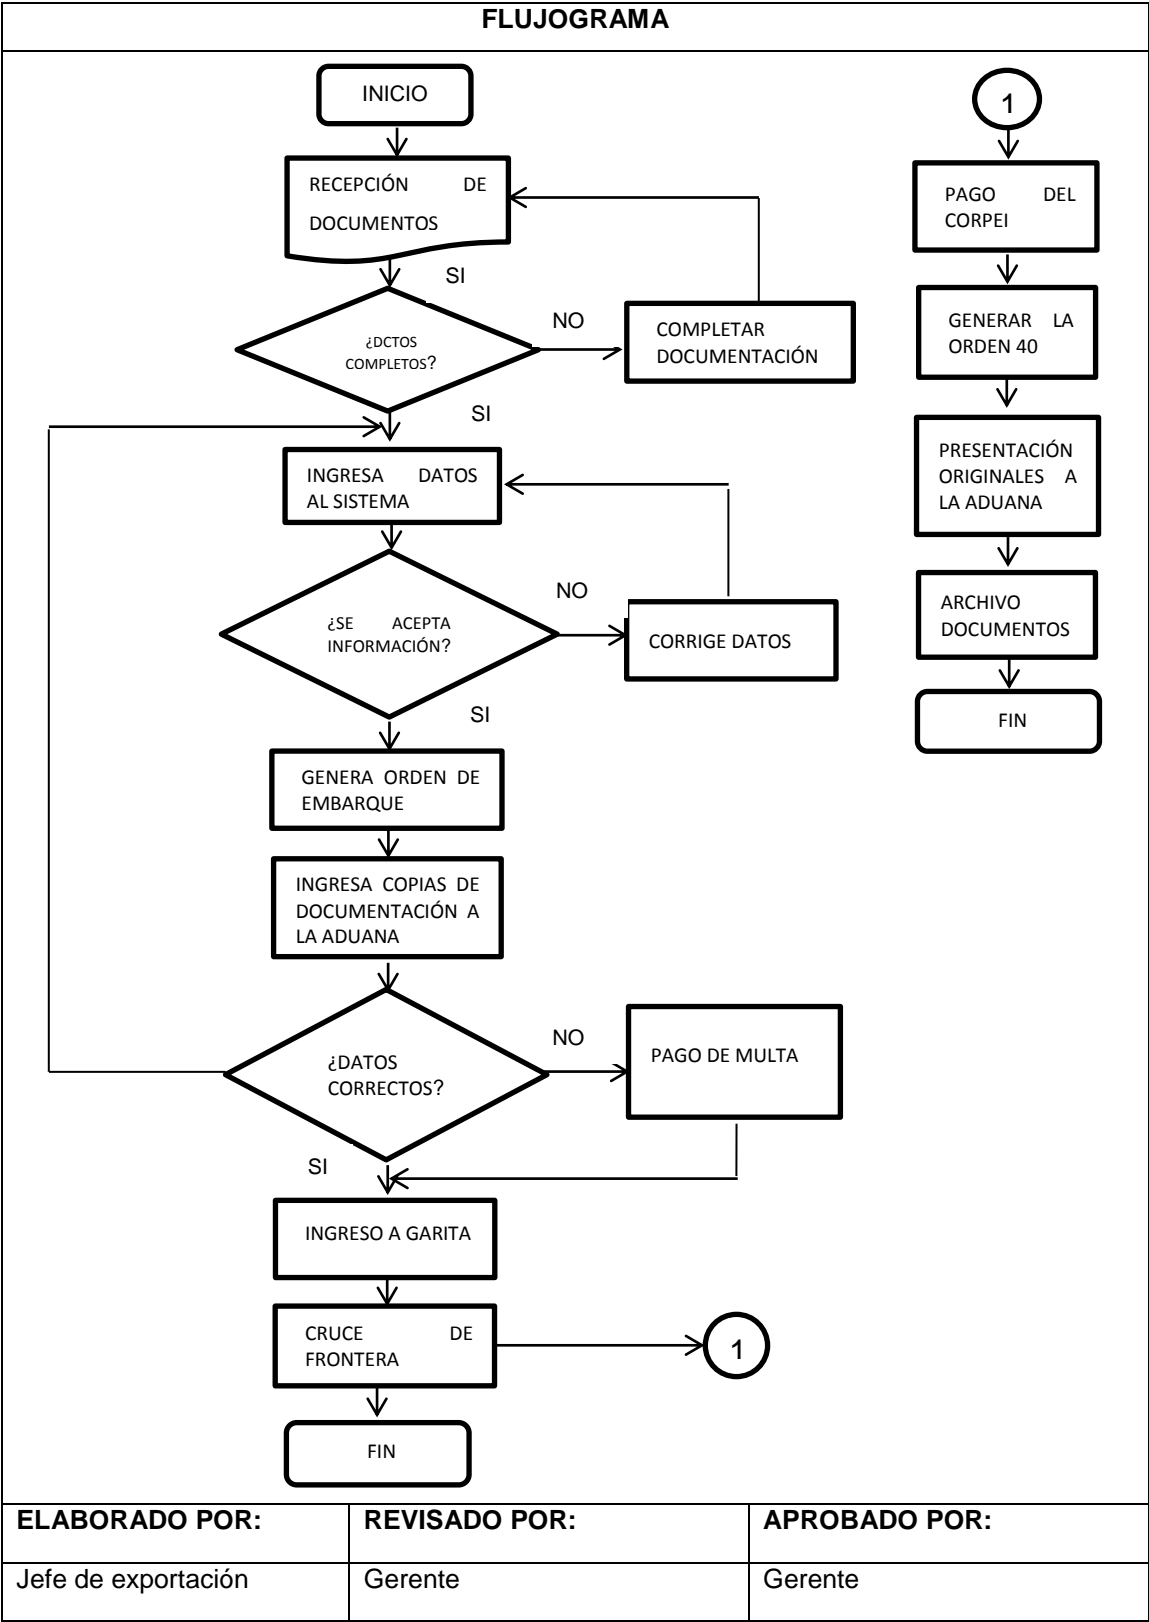 FLUJOGRAMA
INICIO
RECEPCIÓN DE
DOCUMENTOS
SI
¿DCTOS
COMPLETOS?
NO
COMPLETAR
DOCUMENTACIÓN
SI
INGRESA DATOS
AL SISTEMA
¿SE ACEPTA
INFORMACIÓN?
NO
CORRIGE DATOS
SI
GENERA ORDEN DE
EMBARQUE
INGRESA COPIAS DE
DOCUMENTACIÓN A
LA ADUANA
¿DATOS
CORRECTOS?
NO
PAGO DE MULTA
SI
INGRESO A GARITA
CRUCE DE
FRONTERA
1
FIN
1
PAGO DEL
CORPEI
GENERAR LA
ORDEN 40
PRESENTACIÓN
ORIGINALES A
LA ADUANA
ARCHIVO
DOCUMENTOS
FIN
ELABORADO POR:
REVISADO POR:
APROBADO POR:
Jefe de exportación
Gerente
Gerente